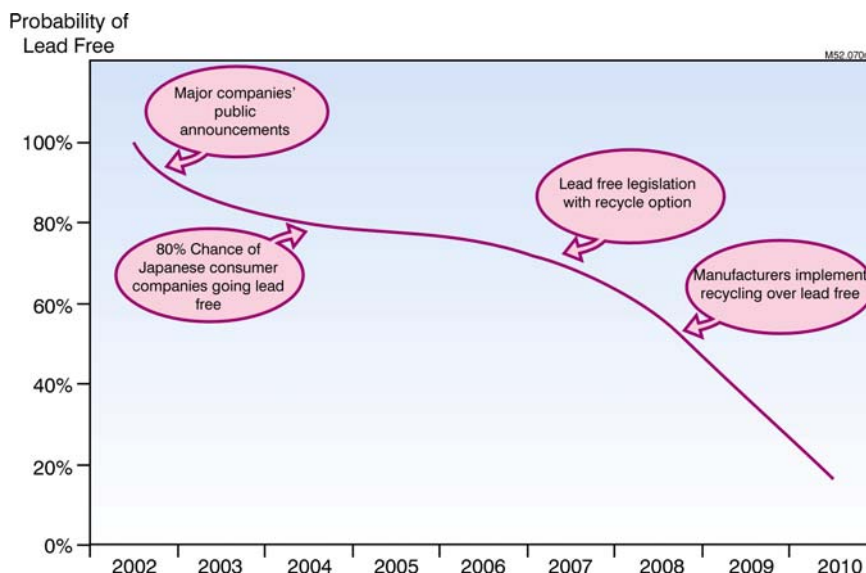 Probability of
Lead Free
M52.070
Major companies'
public
announcements
100%
Lead free legislation
with recycle option
80%
80% Chance of
Japanese consumer
companies going lead
free
Manufacturers implement
recycling over lead free
60%
40%
20%
0%
2002 2003 2004 2005 2006 2007 2008 2009 2010